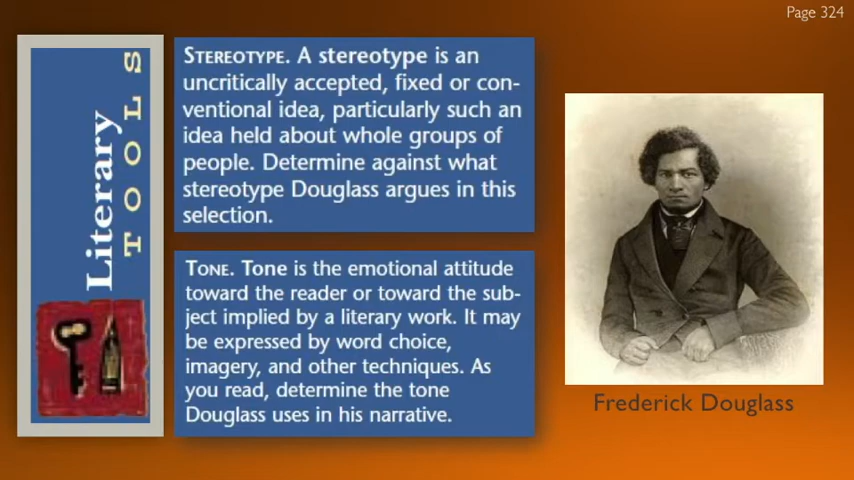 Page 324
Literary
TOOLS
STEREOTYPE. A stereotype is an
uncritically accepted, fixed or con-
ventional idea, particularly such an
idea held about whole groups of
people. Determine against what
stereotype Douglass argues in this
selection.
TONE. Tone is the emotional attitude
toward the reader or toward the sub-
ject implied by a literary work. It may
be expressed by word choice,
imagery, and other techniques. As
you read, determine the tone
Douglass uses in his narrative.
Frederick Douglass